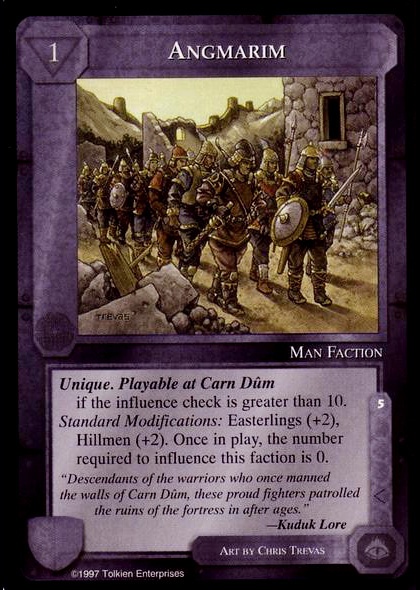 1
ANGMARIM
TREVAS
MAN FACTION
Unique. Playable at Carn Dûm
if the influence check is greater than 10.
Standard Modifications: Easterlings (+2),
Hillmen (+2). Once in play, the number
required to influence this faction is 0.
5
“Descendants of the warriors who once manned
the walls of Carn Dûm, these proud fighters patrolled
the ruins of the fortress in after ages.”
—Kuduk Lore
ART BY CHRIS TREVAS
©1997 Tolkien Enterprises